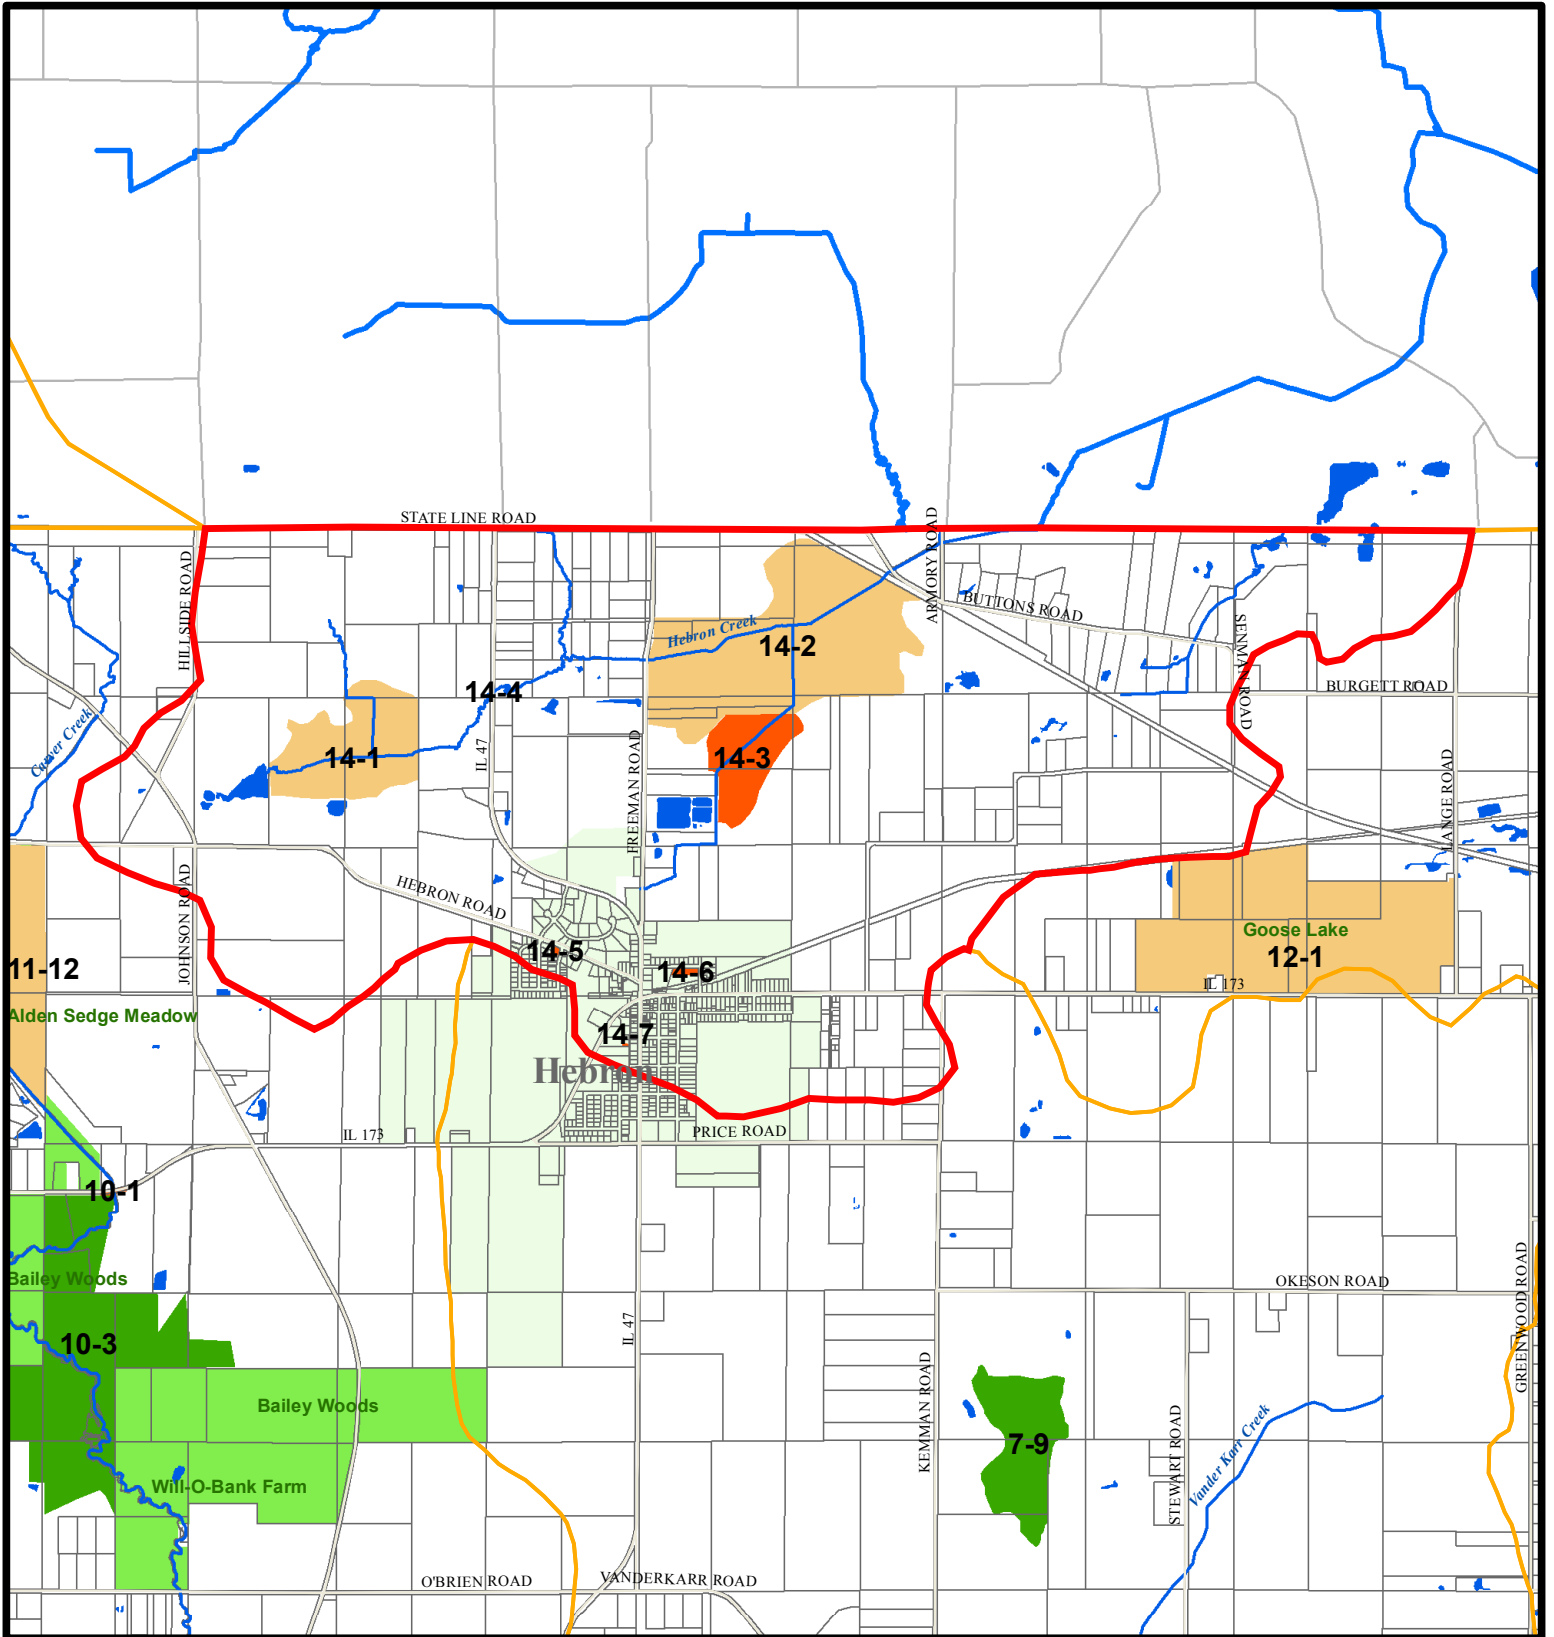 STATE LINE ROAD
HILLSIDE ROAD
ARMORY ROAD
BUTTONS ROAD
Hebron Creek
14-2
SENMAN ROAD
14-4
BURGETT ROAD
Carver Creek
14-1
IL 47
FREEMAN ROAD
14-3
LANGE ROAD
HEBRON ROAD
JOHNSON ROAD
14-5
14-6
Goose Lake
12-1
11-12
IL 173
Alden Sedge Meadow
14-7
Hebron
IL 173
PRICE ROAD
10-1
Bailey Woods
OKESON ROAD
GREENWOOD ROAD
10-3
IL 47
KEMMAN ROAD
Bailey Woods
7-9
STEWART ROAD
Vander Karr Creek
Will-O-Bank Farm
O'BRIEN ROAD
VANDERKARR ROAD